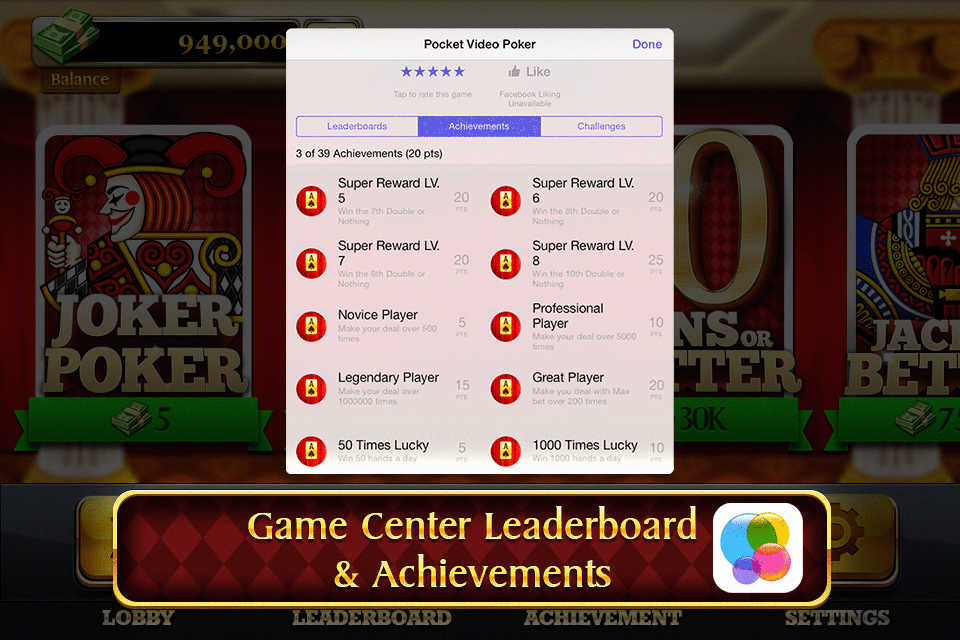 949,000
Balance
Pocket Video Poker
Done
Like
Tap to rate this game
Facebook Liking
Unavailable
Leaderboards
Achievements
Challenges
3 of 39 Achievements (20 pts)
Super Reward LV.
5
Win the 7th Double or
Nothing
20
PTS
Super Reward LV.
6
Win the 8th Double or
Nothing
20
PTS
Super Reward LV.
7
Win the 9th Double or
Nothing
20
PTS
Super Reward LV.
8
Win the 10th Double or
Nothing
25
PTS
Novice Player
Make your deal over 500
times
5
PTS
Professional
Player
Make your deal over 5000
times
10
PTS
Legendary Player
Make your deal over
1000000 times
15
PTS
Great Player
Make you deal with Max
bet over 200 times
20
PTS
50 Times Lucky
Win 50 hands a day
5
PTS
1000 Times Lucky
Win 1000 hands a day
10
PTS
JOKER
POKER
5
NS OR
TTER
30K
JACK
BET
Game Center Leaderboard
& Achievements
LOBBY
LEADERBOARD
ACHIEVEMENT
SETTINGS